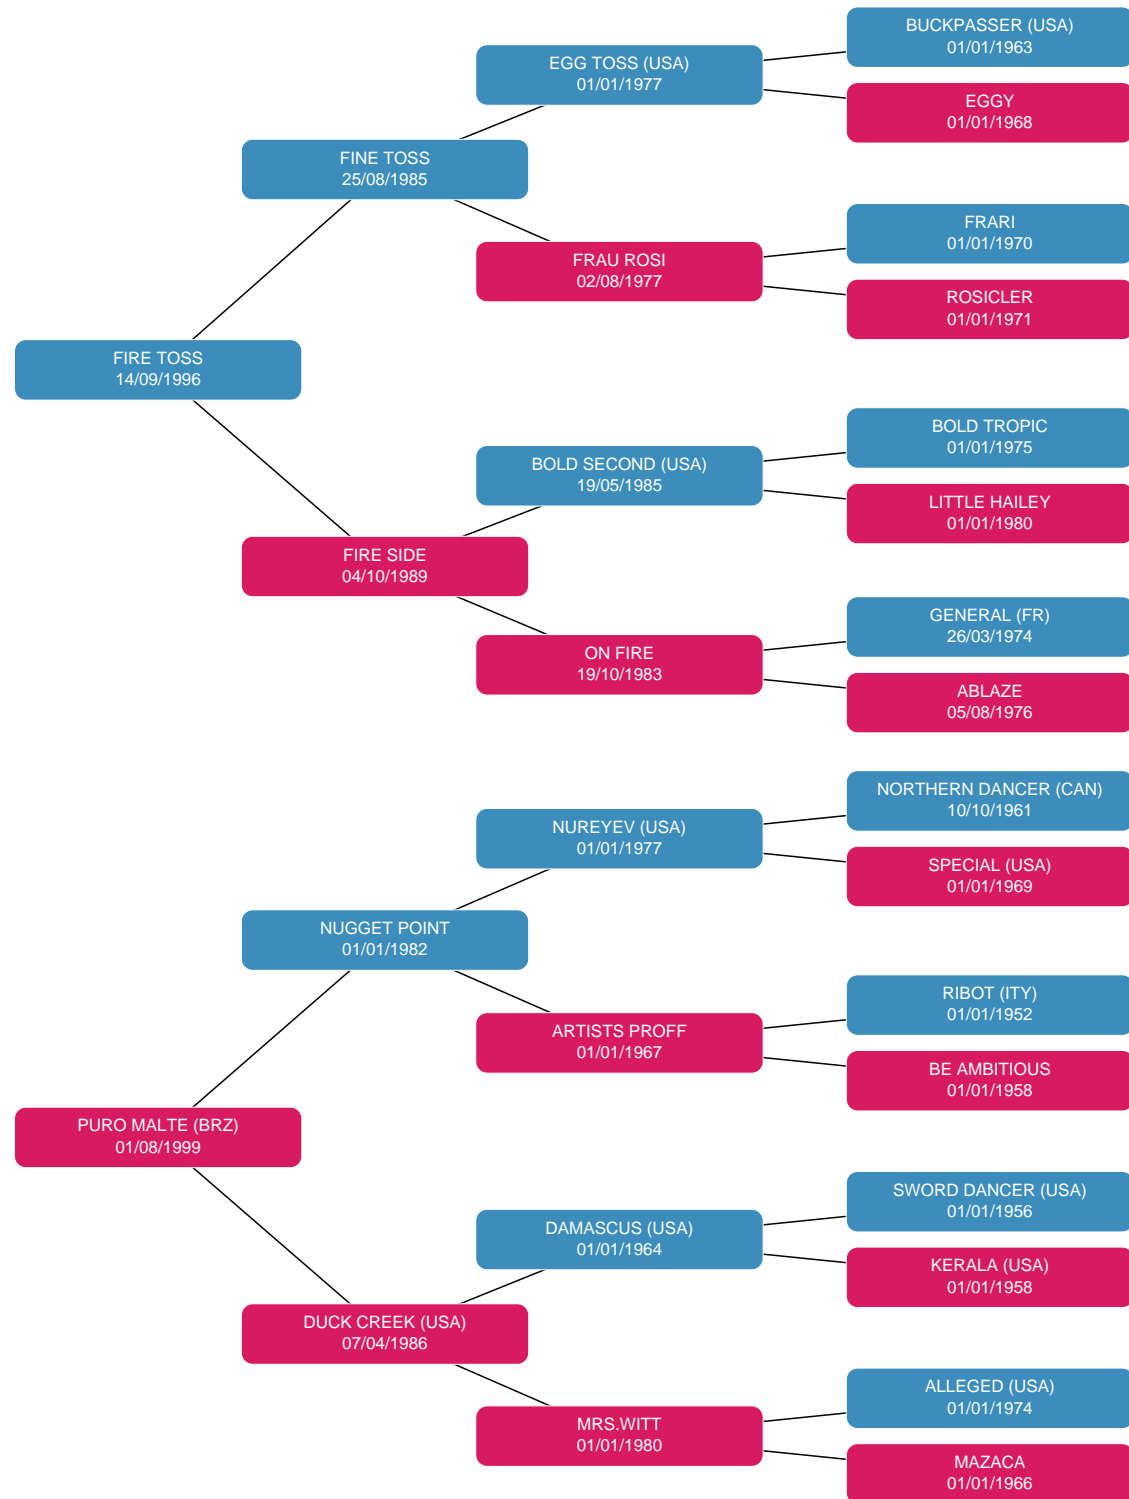 BUCKPASSER (USA)
01/01/1963
EGG TOSS (USA)
01/01/1977
EGGY
01/01/1968
FINE TOSS
25/08/1985
FRARI
01/01/1970
FRAU ROSI
02/08/1977
ROSICLER
01/01/1971
FIRE TOSS
14/09/1996
BOLD TROPIC
01/01/1975
BOLD SECOND (USA)
19/05/1985
LITTLE HAILEY
01/01/1980
FIRE SIDE
04/10/1989
GENERAL (FR)
26/03/1974
ON FIRE
19/10/1983
ABLAZE
05/08/1976
NORTHERN DANCER (CAN)
10/10/1961
NUREYEV (USA)
01/01/1977
SPECIAL (USA)
01/01/1969
NUGGET POINT
01/01/1982
RIBOT (ITY)
01/01/1952
ARTISTS PROFF
01/01/1967
BE AMBITIOUS
01/01/1958
PURO MALTE (BRZ)
01/08/1999
SWORD DANCER (USA)
01/01/1956
DAMASCUS (USA)
01/01/1964
KERALA (USA)
01/01/1958
DUCK CREEK (USA)
07/04/1986
ALLEGED (USA)
01/01/1974
MRS.WITT
01/01/1980
MAZACA
01/01/1966